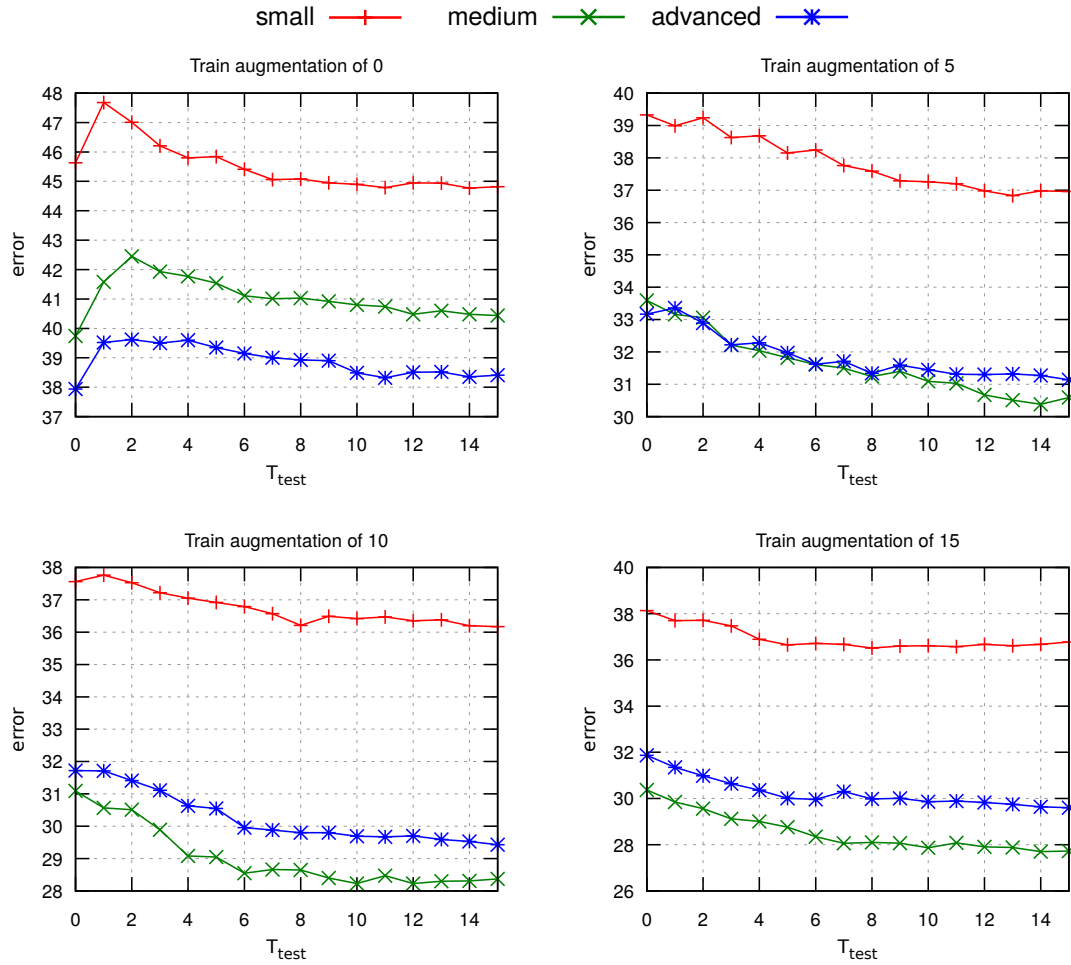 small medium advanced
Train augmentation of 0
48
47
46
45
44
43
42
41
40
39
38
37
error
0 2 4 6 8 10 12 14
T_test
Train augmentation of 5
40
39
38
37
36
35
34
33
32
31
30
error
0 2 4 6 8 10 12 14
T_test
Train augmentation of 10
38
37
36
35
34
33
32
31
30
29
28
error
0 2 4 6 8 10 12 14
T_test
Train augmentation of 15
40
38
36
34
32
30
28
26
error
0 2 4 6 8 10 12 14
T_test